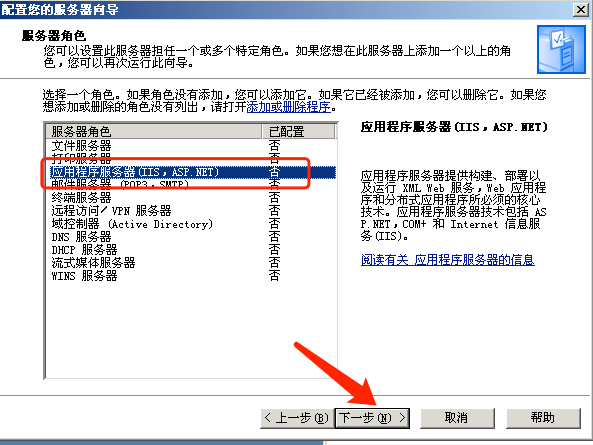 配置您的服务器向导
服务器角色
您可以设置此服务器担任一个或多个特定角色。如果您想在此服务器上添加一个以上的角
色，您可以再次运行此向导。
选择一个角色。如果角色没有添加，您可以添加它。如果它已经被添加，您可以删除它。如果您
想添加或删除的角色没有列出，请打开添加或删除程序。
服务器角色 已配置
文件服务器 否
打印服务器 否
应用程序服务器(IIS，ASP.NET) 否
邮件服务器 (POP3，SMTP) 否
终端服务器 否
远程访问/ VPN 服务器 否
域控制器 (Active Directory) 否
DNS 服务器 否
DHCP 服务器 否
流式媒体服务器 否
WINS 服务器 否
应用程序服务器(IIS，ASP.NET)
应用程序服务器提供构建、部署以
及运行 XML Web 服务，Web 应用程
序和分布式应用程序所必须的核心
技术。应用程序服务器技术包括 AS
P.NET，COM+ 和 Internet 信息服
务(IIS)。
阅读有关 应用程序服务器的信息
< 上一步(B) 下一步(N) > 取消 帮助